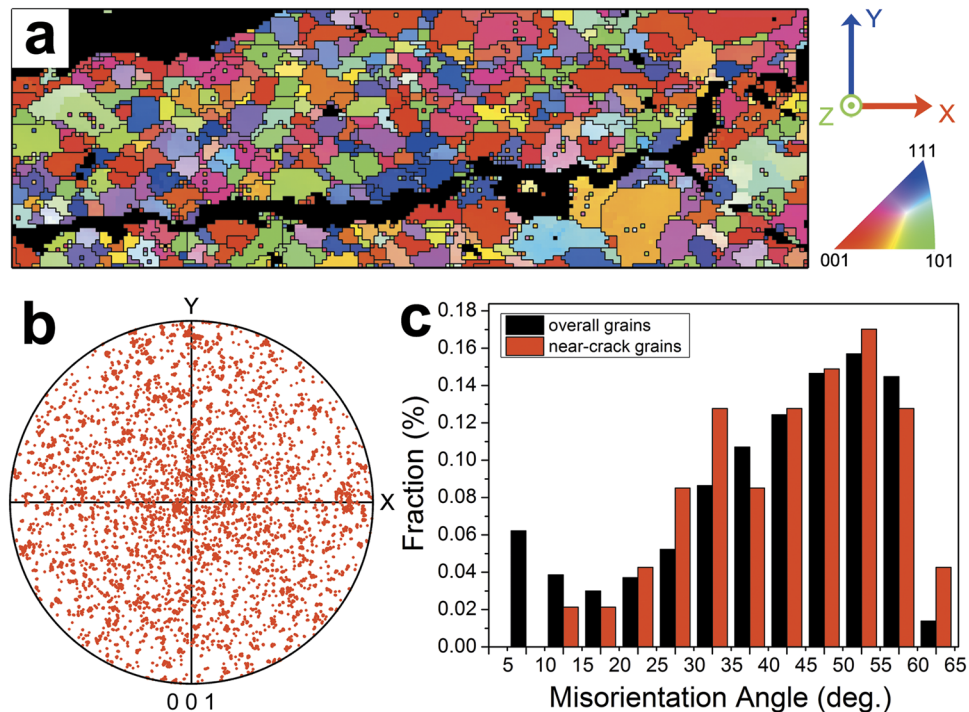 a
Y
Z
X
111
001
101
b
Y
X
0 0 1
c
overall grains
near-crack grains
Fraction (%)
0.18
0.16
0.14
0.12
0.10
0.08
0.06
0.04
0.02
0.00
5 10 15 20 25 30 35 40 45 50 55 60 65
Misorientation Angle (deg.)